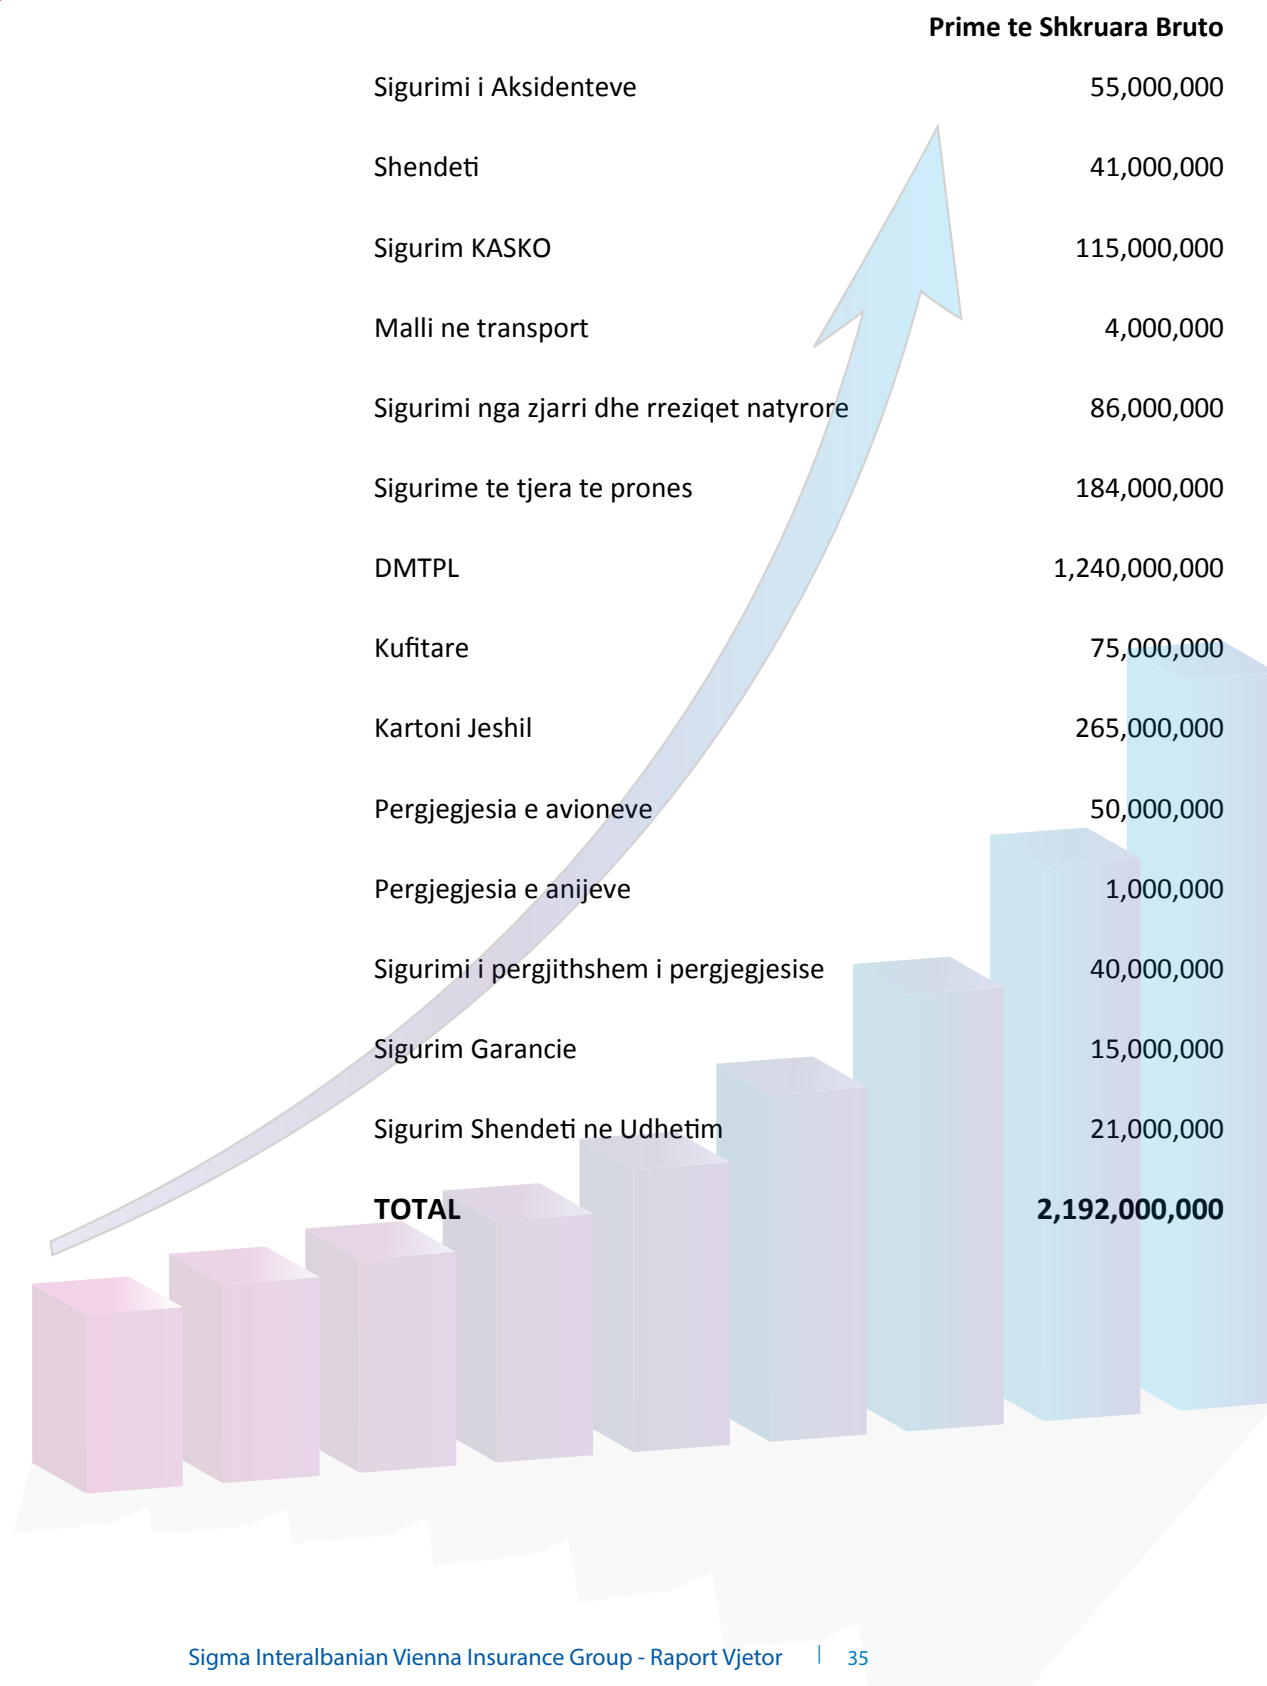 Prime te Shkruara Bruto
Sigurimi i Aksidenteve 55,000,000
Shendeti 41,000,000
Sigurim KASKO 115,000,000
Malli ne transport 4,000,000
Sigurimi nga zjarri dhe rreziqet natyrore 86,000,000
Sigurime te tjera te prones 184,000,000
DMTPL 1,240,000,000
Kufitare 75,000,000
Kartoni Jeshil 265,000,000
Pergjegjesia e avioneve 50,000,000
Pergjegjesia e anijeve 1,000,000
Sigurimi i pergjithshem i pergjegjesise 40,000,000
Sigurim Garancie 15,000,000
Sigurim Shendeti ne Udhetim 21,000,000
TOTAL 2,192,000,000
Sigma Interalbanian Vienna Insurance Group - Raport Vjetor | 35